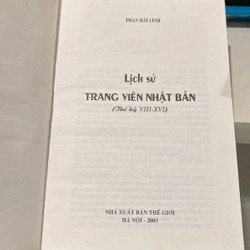 PHAN HẢI LINH
Lịch sử
TRANG VIÊN NHẬT BẢN
(Thế kỷ VIII-XVI)
NHÀ XUẤT BẢN THẾ GIỚI
HÀ NỘI - 2003